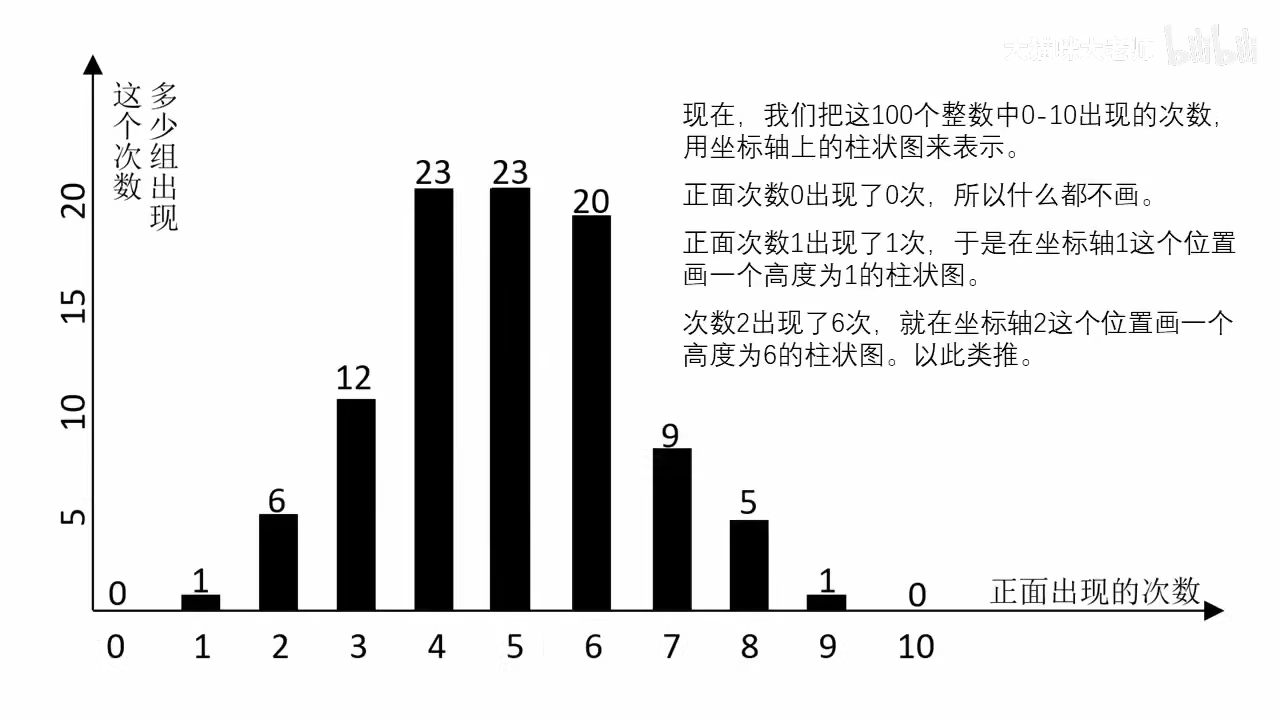 大猫咪大老师 bilibili
多少组出现
这个次数
现在，我们把这100个整数中0-10出现的次数，
用坐标轴上的柱状图来表示。
正面次数0出现了0次，所以什么都不画。
正面次数1出现了1次，于是在坐标轴1这个位置
画一个高度为1的柱状图。
次数2出现了6次，就在坐标轴2这个位置画一个
高度为6的柱状图。以此类推。
20
15
10
5
0 1 6 12 23 23 20 9 5 1 0
正面出现的次数
0 1 2 3 4 5 6 7 8 9 10